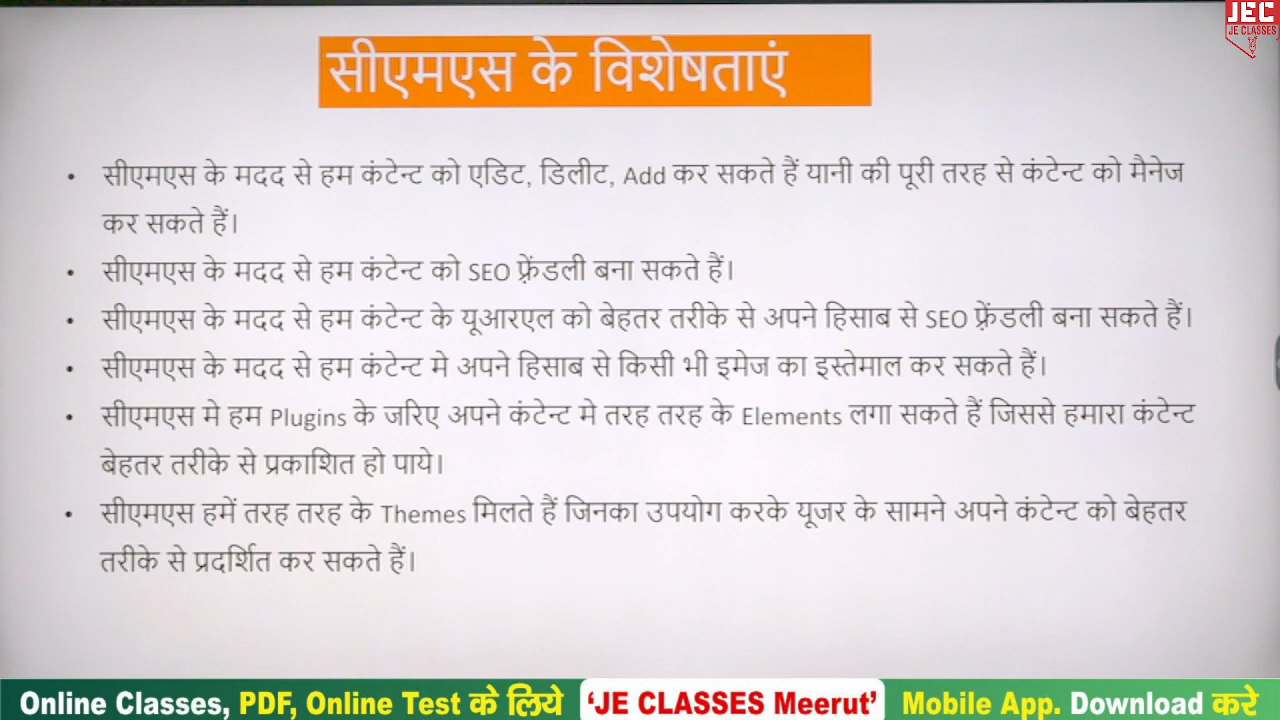 JEC
JE CLASSES
सीएमएस के विशेषताएं
• सीएमएस के मदद से हम कंटेन्ट को एडिट, डिलीट, Add कर सकते हैं यानी की पूरी तरह से कंटेन्ट को मैनेज
कर सकते हैं।
• सीएमएस के मदद से हम कंटेन्ट को SEO फ़्रेंडली बना सकते हैं।
• सीएमएस के मदद से हम कंटेन्ट के यूआरएल को बेहतर तरीके से अपने हिसाब से SEO फ़्रेंडली बना सकते हैं।
• सीएमएस के मदद से हम कंटेन्ट मे अपने हिसाब से किसी भी इमेज का इस्तेमाल कर सकते हैं।
• सीएमएस मे हम Plugins के जरिए अपने कंटेन्ट मे तरह तरह के Elements लगा सकते हैं जिससे हमारा कंटेन्ट
बेहतर तरीके से प्रकाशित हो पाये।
• सीएमएस हमें तरह तरह के Themes मिलते हैं जिनका उपयोग करके यूजर के सामने अपने कंटेन्ट को बेहतर
तरीके से प्रदर्शित कर सकते हैं।
Online Classes, PDF, Online Test के लिये 'JE CLASSES Meerut' Mobile App. Download करे